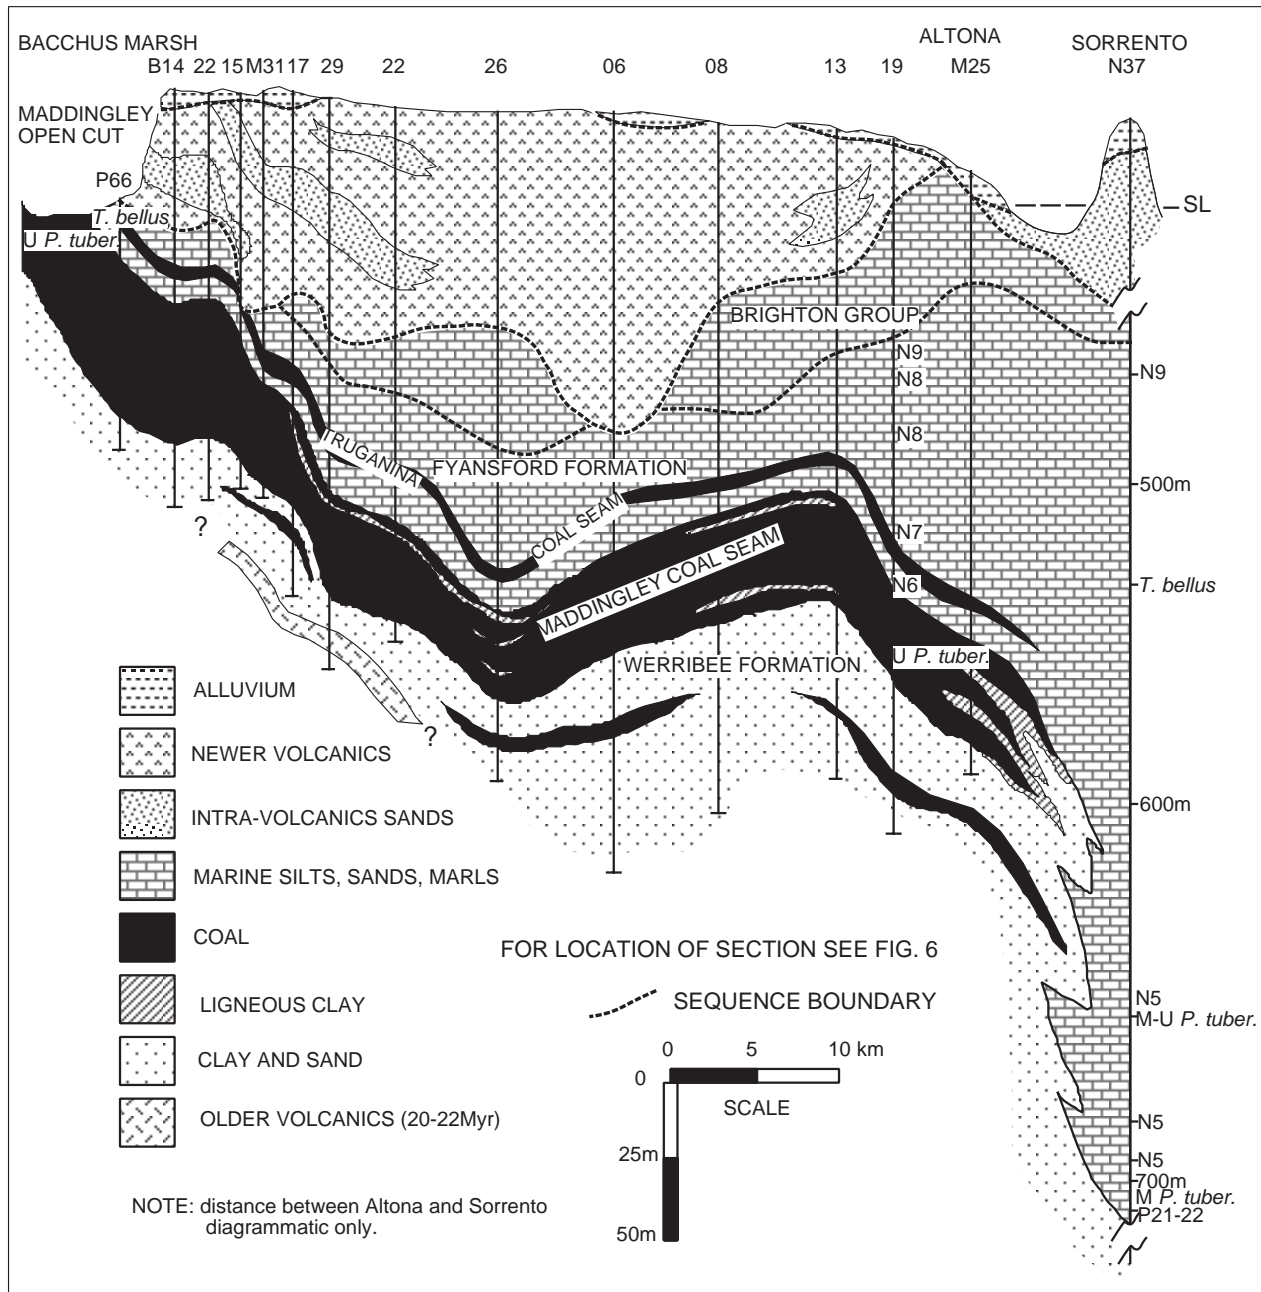 BACCHUS MARSH
ALTONA
SORRENTO
B14 22 15 M31 17 29 22 26 06 08 13 19 M25 N37
MADDINGLEY
OPEN CUT
P66
T. bellus
U P. tuber.
SL
BRIGHTON GROUP
N9
N8
N8
N9
TRUGANINA
FYANSFORD FORMATION
COAL SEAM
500m
N7
MADDINGLEY COAL SEAM
N6
T. bellus
U P. tuber.
WERRIBEE FORMATION
?
?
600m
ALLUVIUM
NEWER VOLCANICS
INTRA-VOLCANICS SANDS
MARINE SILTS, SANDS, MARLS
COAL
LIGNEOUS CLAY
CLAY AND SAND
OLDER VOLCANICS (20-22Myr)
FOR LOCATION OF SECTION SEE FIG. 6
SEQUENCE BOUNDARY
0 5 10 km
0
SCALE
25m
50m
N5
M-U P. tuber.
N5
N5
700m
M P. tuber.
P21-22
NOTE: distance between Altona and Sorrento
diagrammatic only.